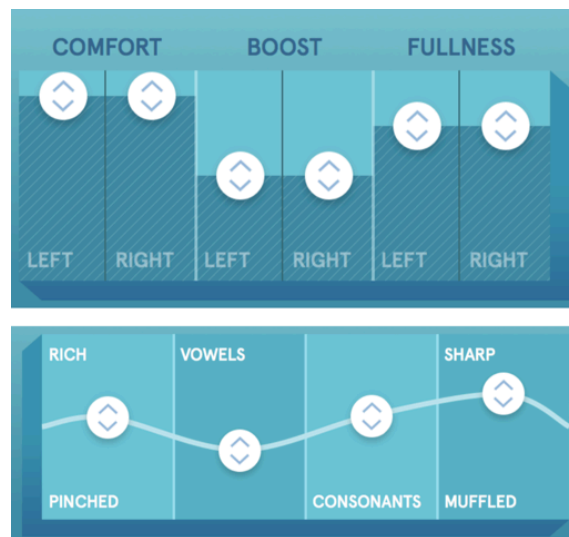 COMFORT BOOST FULLNESS
LEFT RIGHT LEFT RIGHT LEFT RIGHT
RICH VOWELS SHARP
PINCHED CONSONANTS MUFFLED